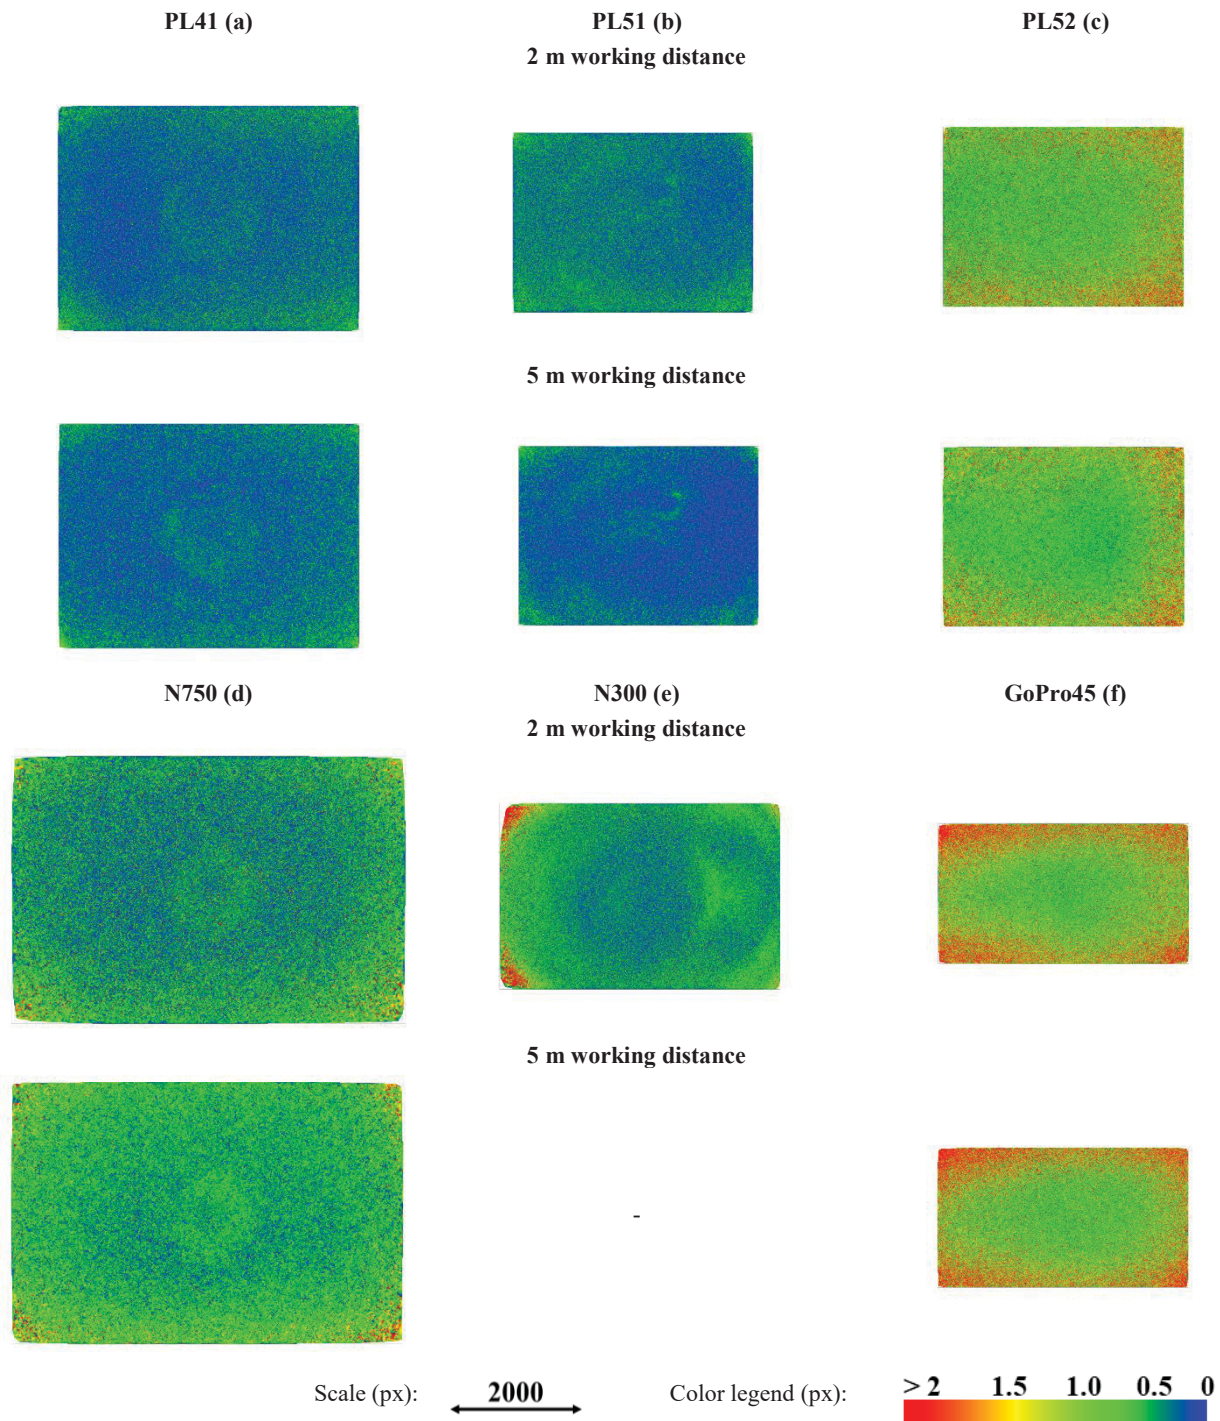 PL41 (a) PL51 (b) PL52 (c)
2 m working distance
5 m working distance
N750 (d) N300 (e) GoPro45 (f)
2 m working distance
5 m working distance
-
Scale (px): 2000 Color legend (px): > 2 1.5 1.0 0.5 0